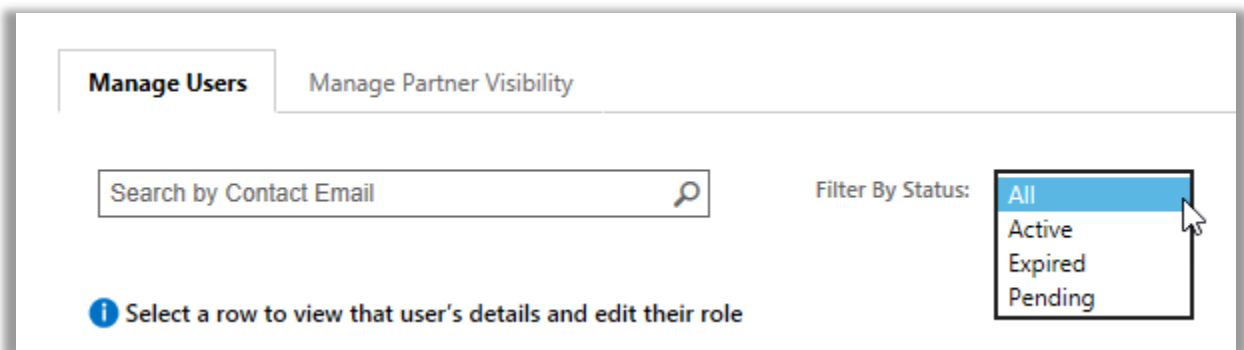 Manage Users
Manage Partner Visibility
Search by Contact Email
Filter By Status:
All
Active
Expired
Pending
Select a row to view that user's details and edit their role